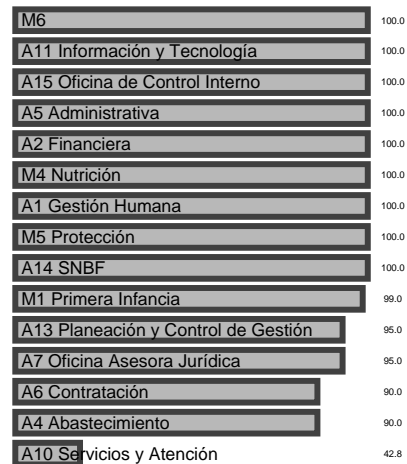 M6 100.0
A11 Información y Tecnología 100.0
A15 Oficina de Control Interno 100.0
A5 Administrativa 100.0
A2 Financiera 100.0
M4 Nutrición 100.0
A1 Gestión Humana 100.0
M5 Protección 100.0
A14 SNBF 100.0
M1 Primera Infancia 99.0
A13 Planeación y Control de Gestión 95.0
A7 Oficina Asesora Jurídica 95.0
A6 Contratación 90.0
A4 Abastecimiento 90.0
A10 Servicios y Atención 42.8